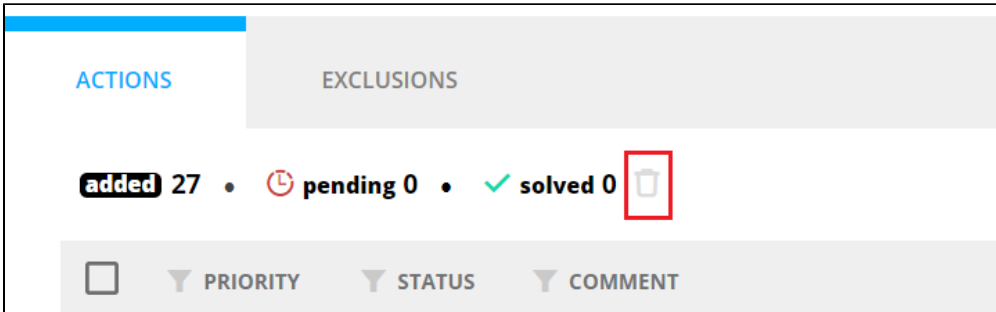 ACTIONS EXCLUSIONS
added 27 • pending 0 • solved 0
PRIORITY STATUS COMMENT